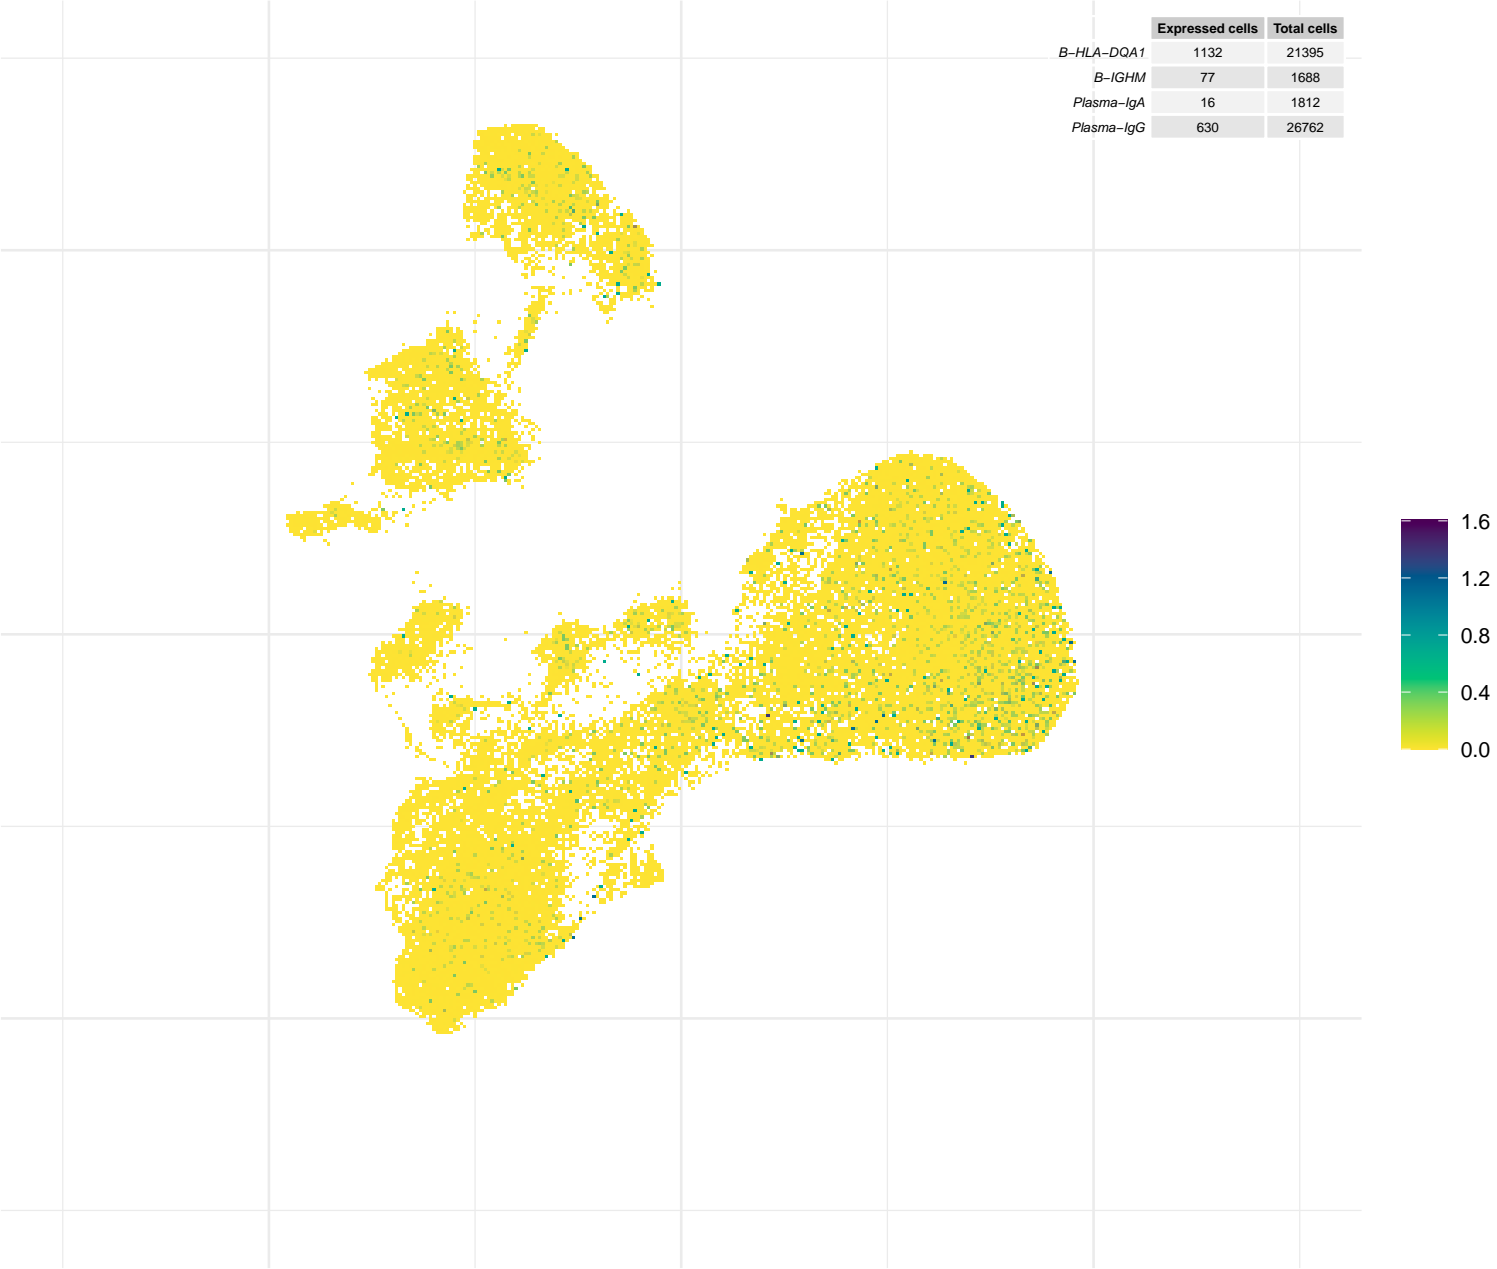 Expressed cells Total cells
B−HLA−DQA1 1132 21395
B−IGHM 77 1688
Plasma−IgA 16 1812
Plasma−IgG 630 26762
1.6
1.2
0.8
0.4
0.0